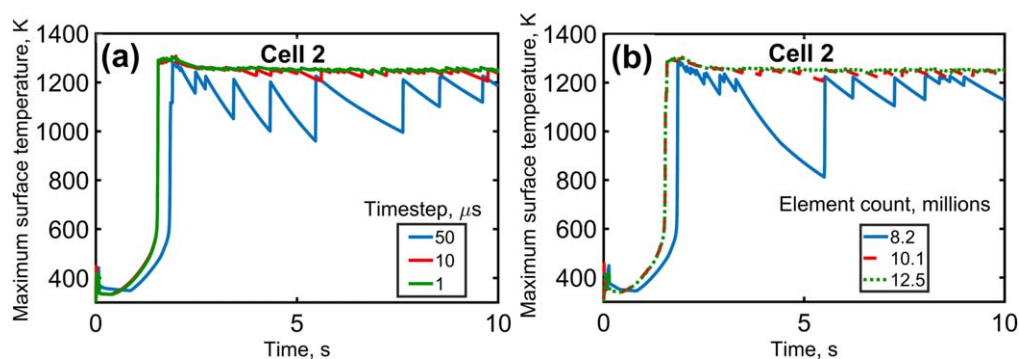 (a)
Cell 2
Maximum surface temperature, K
1400
1200
1000
800
600
400
Timestep, μs
50
10
1
0
5
10
Time, s
(b)
Cell 2
Maximum surface temperature, K
1400
1200
1000
800
600
400
Element count, millions
8.2
10.1
12.5
0
5
10
Time, s